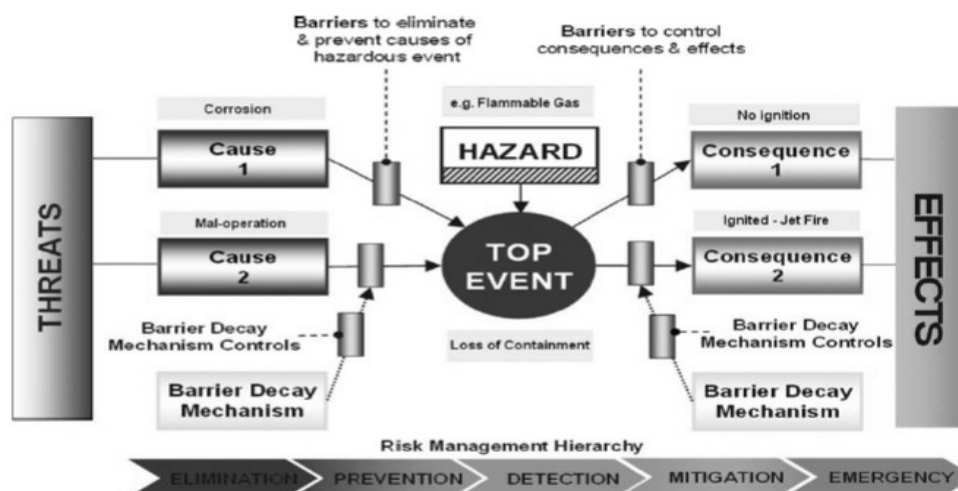 Barriers to eliminate
& prevent causes of
hazardous event
Barriers to control
consequences & effects
Corrosion
e.g. Flammable Gas
No ignition
Cause
1
HAZARD
Consequence
1
THREATS
Mal-operation
Ignited - Jet Fire
EFFECTS
Cause
2
TOP
EVENT
Consequence
2
Barrier Decay
Mechanism Controls
Loss of Containment
Barrier Decay
Mechanism Controls
Barrier Decay
Mechanism
Barrier Decay
Mechanism
Risk Management Hierarchy
ELIMINATION PREVENTION DETECTION MITIGATION EMERGENCY